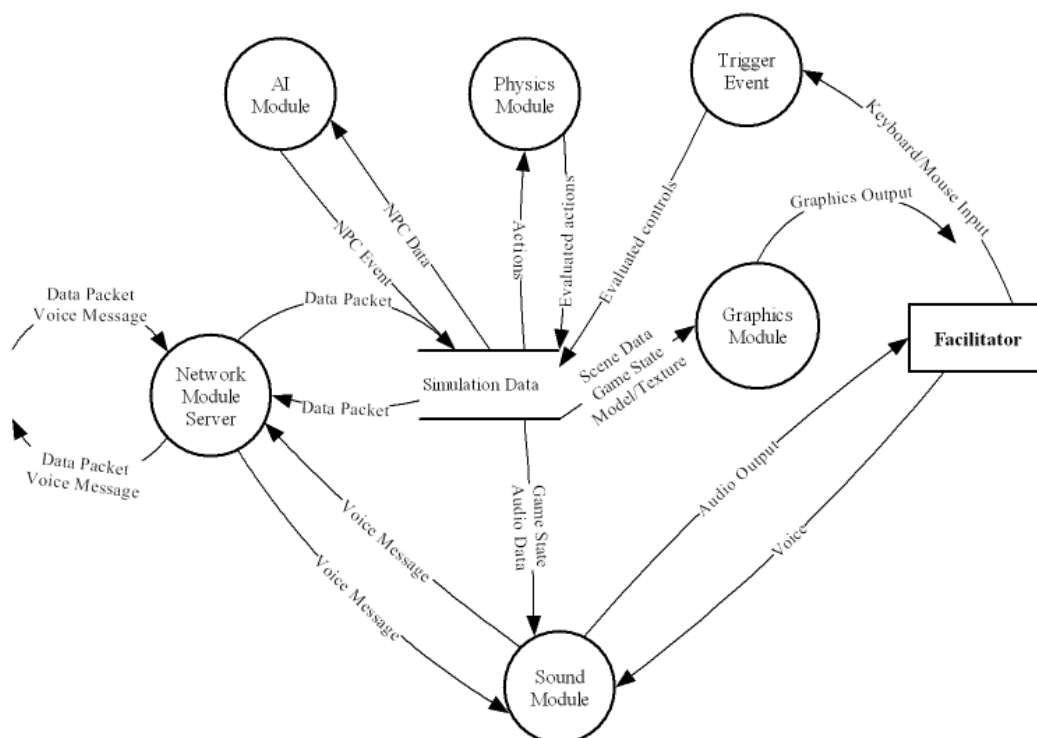 AI
Module
Physics
Module
Trigger
Event
Keyboard/Mouse Input
Graphics Output
NPC Event
NPC Data
Actions
Evaluated actions
Evaluated controls
Data Packet
Voice Message
Data Packet
Network
Module
Server
Simulation Data
Data Packet
Scene Data
Game State
Model/Texture
Graphics
Module
Facilitator
Data Packet
Voice Message
Voice Message
Voice Message
Game State
Audio Data
Audio Output
Voice
Sound
Module